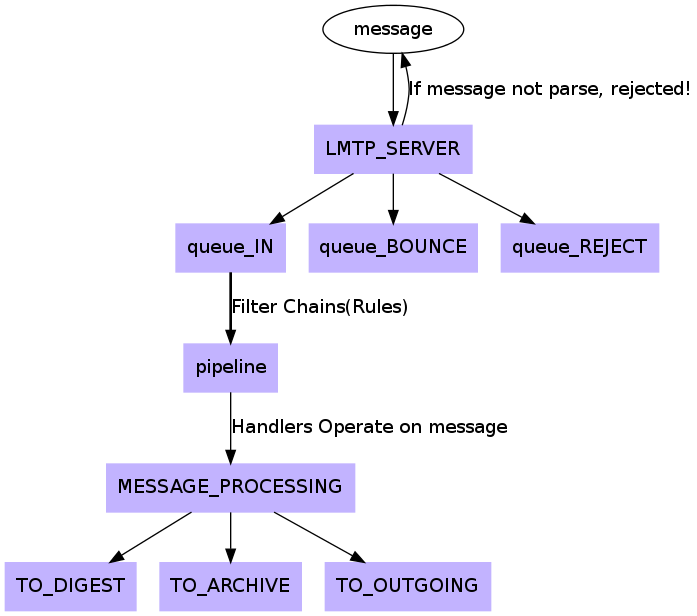 message
If message not parse, rejected!
LMTP_SERVER
queue_IN
queue_BOUNCE
queue_REJECT
Filter Chains(Rules)
pipeline
Handlers Operate on message
MESSAGE_PROCESSING
TO_DIGEST
TO_ARCHIVE
TO_OUTGOING